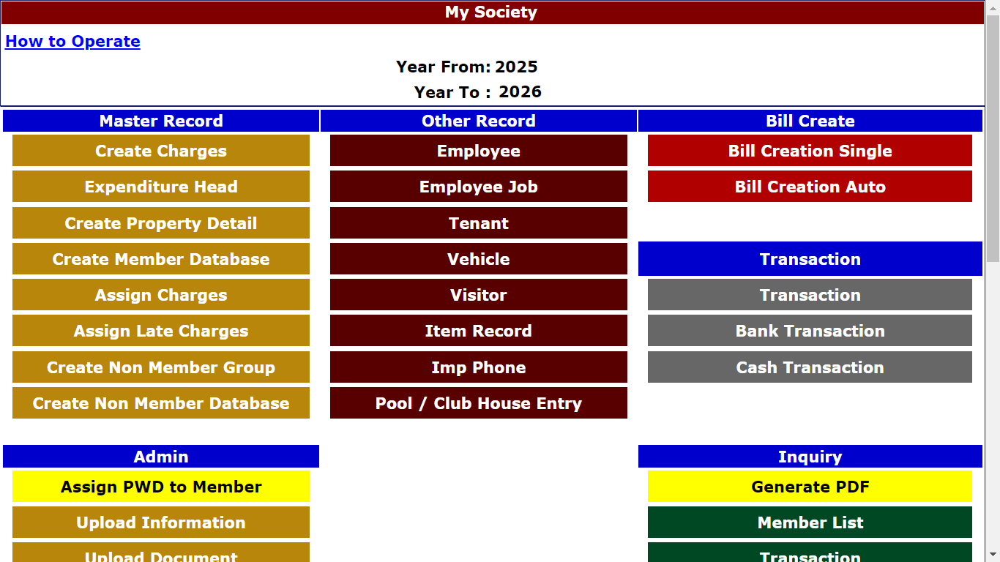 My Society
How to Operate
Year From: 2025
Year To : 2026
Master Record
Create Charges
Expenditure Head
Create Property Detail
Create Member Database
Assign Charges
Assign Late Charges
Create Non Member Group
Create Non Member Database
Other Record
Employee
Employee Job
Tenant
Vehicle
Visitor
Item Record
Imp Phone
Pool / Club House Entry
Bill Create
Bill Creation Single
Bill Creation Auto
Transaction
Transaction
Bank Transaction
Cash Transaction
Admin
Assign PWD to Member
Upload Information
Upload Document
Inquiry
Generate PDF
Member List
Transaction